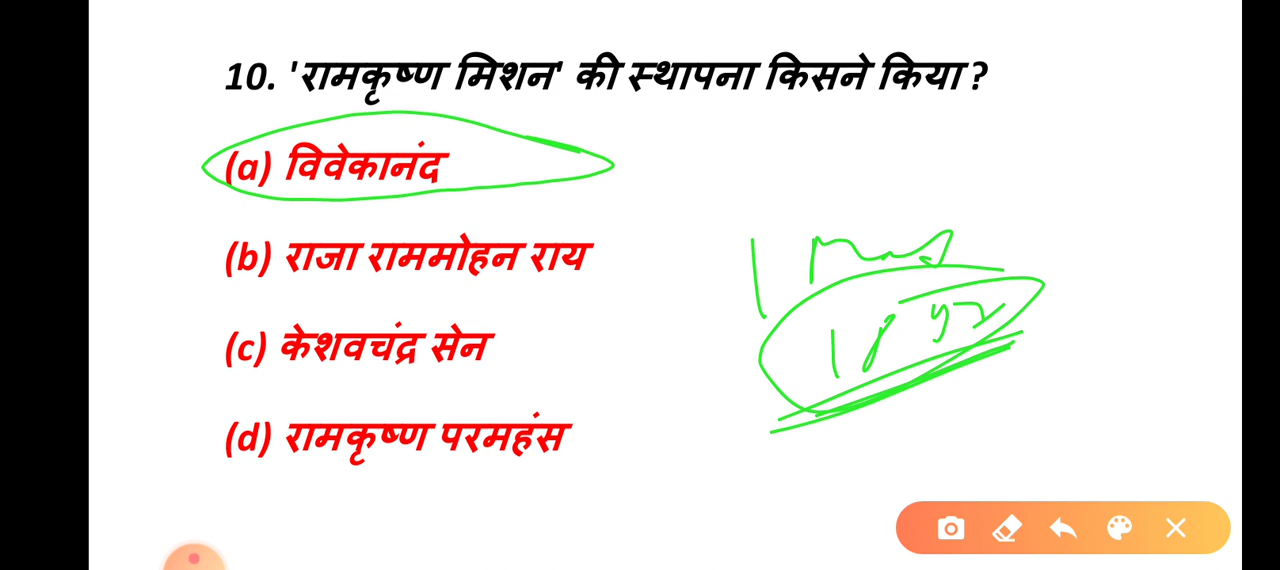 10. 'रामकृष्ण मिशन' की स्थापना किसने किया ?
(a) विवेकानंद
(b) राजा राममोहन राय
(c) केशवचंद्र सेन
(d) रामकृष्ण परमहंस